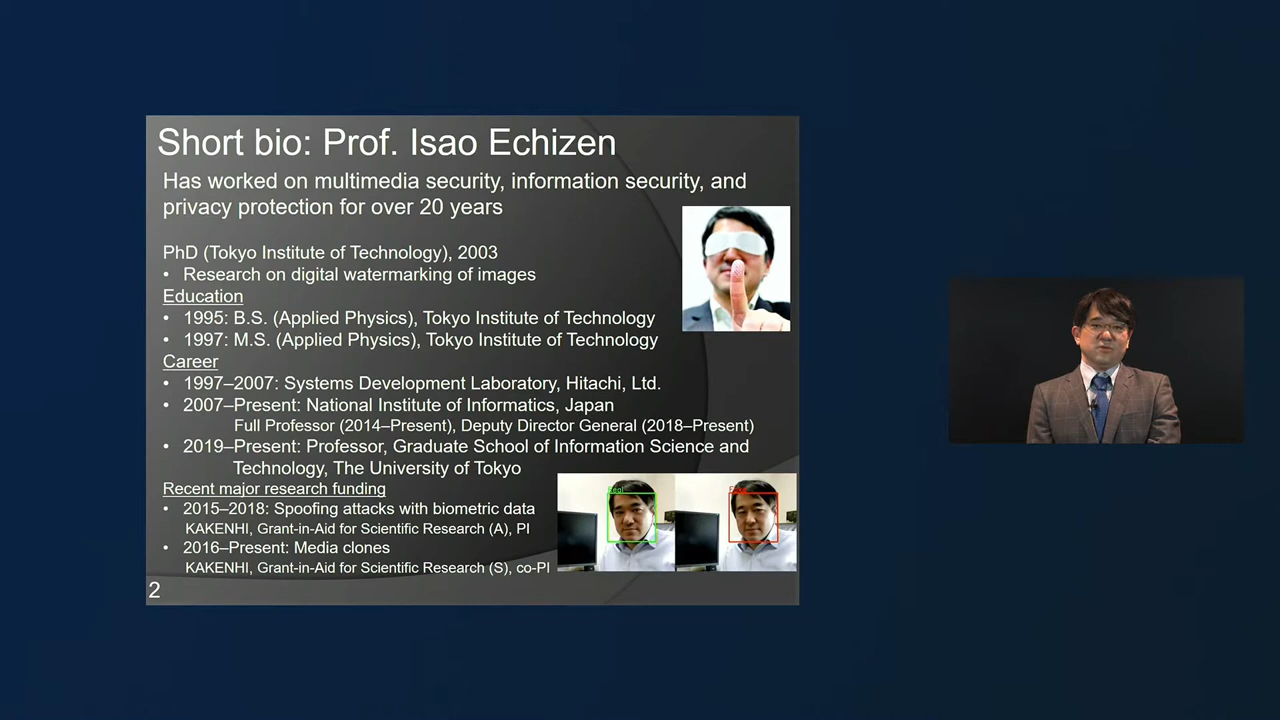 Short bio: Prof. Isao Echizen
Has worked on multimedia security, information security, and
privacy protection for over 20 years
PhD (Tokyo Institute of Technology), 2003
• Research on digital watermarking of images
Education
• 1995: B.S. (Applied Physics), Tokyo Institute of Technology
• 1997: M.S. (Applied Physics), Tokyo Institute of Technology
Career
• 1997–2007: Systems Development Laboratory, Hitachi, Ltd.
• 2007–Present: National Institute of Informatics, Japan
Full Professor (2014–Present), Deputy Director General (2018–Present)
• 2019–Present: Professor, Graduate School of Information Science and
Technology, The University of Tokyo
Recent major research funding
• 2015–2018: Spoofing attacks with biometric data
KAKENHI, Grant-in-Aid for Scientific Research (A), PI
• 2016–Present: Media clones
KAKENHI, Grant-in-Aid for Scientific Research (S), co-PI
Real
2